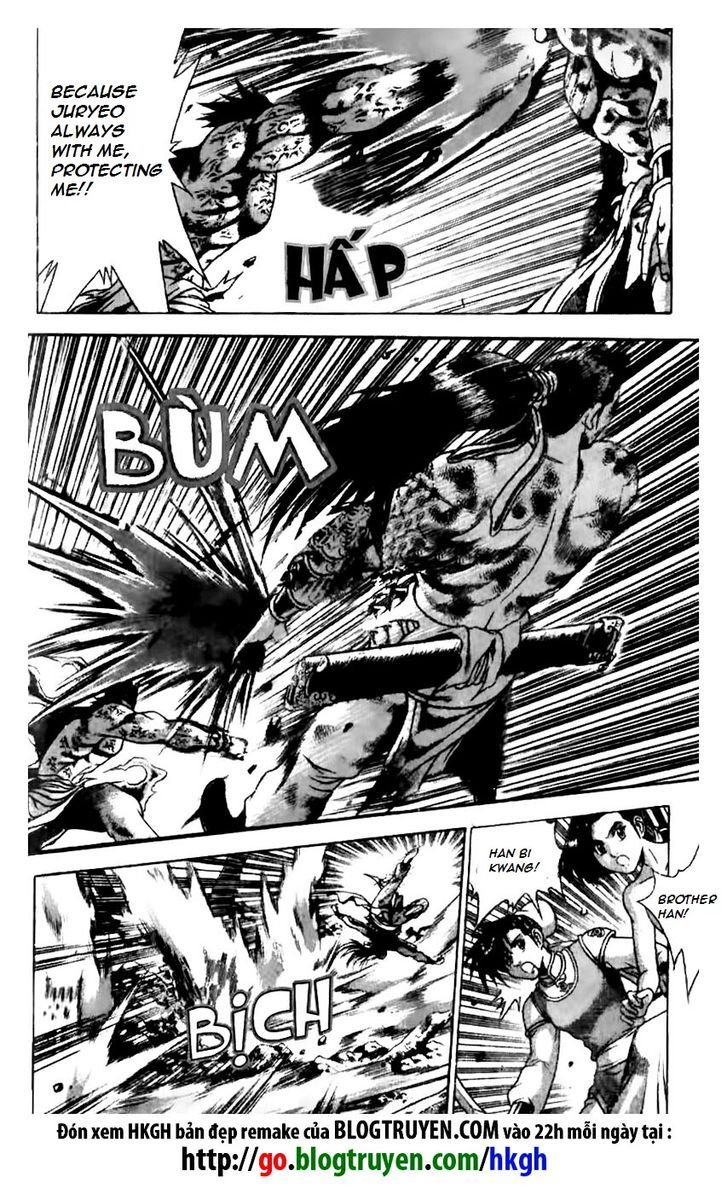 BECAUSE
JURYEO
ALWAYS
WITH ME,
PROTECTING
ME!!
HẤP
BÙM
BỊCH
HAN BI
KWANG!
BROTHER
HAN!
Đón xem HKGH bản đẹp remake của BLOGTRUYEN.COM vào 22h mỗi ngày tại :
http://go.blogtruyen.com/hkgh